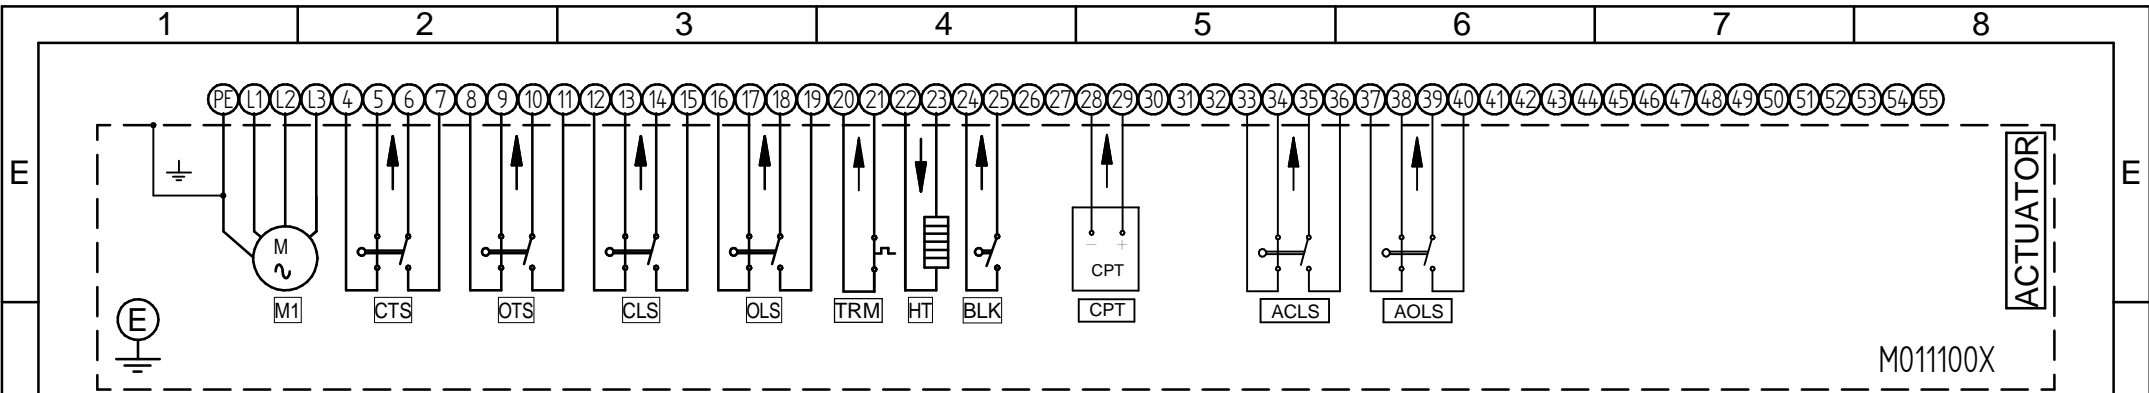 1 2 3 4 5 6 7 8
PE L1 L2 L3 4 5 6 7 8 9 10 11 12 13 14 15 16 17 18 19 20 21 22 23 24 25 26 27 28 29 30 31 32 33 34 35 36 37 38 39 40 41 42 43 44 45 46 47 48 49 50 51 52 53 54 55
E E
ACTUATOR
M
- +
CPT
M1 CTS OTS CLS OLS TRM HT BLK CPT ACLS AOLS
E
M011100X